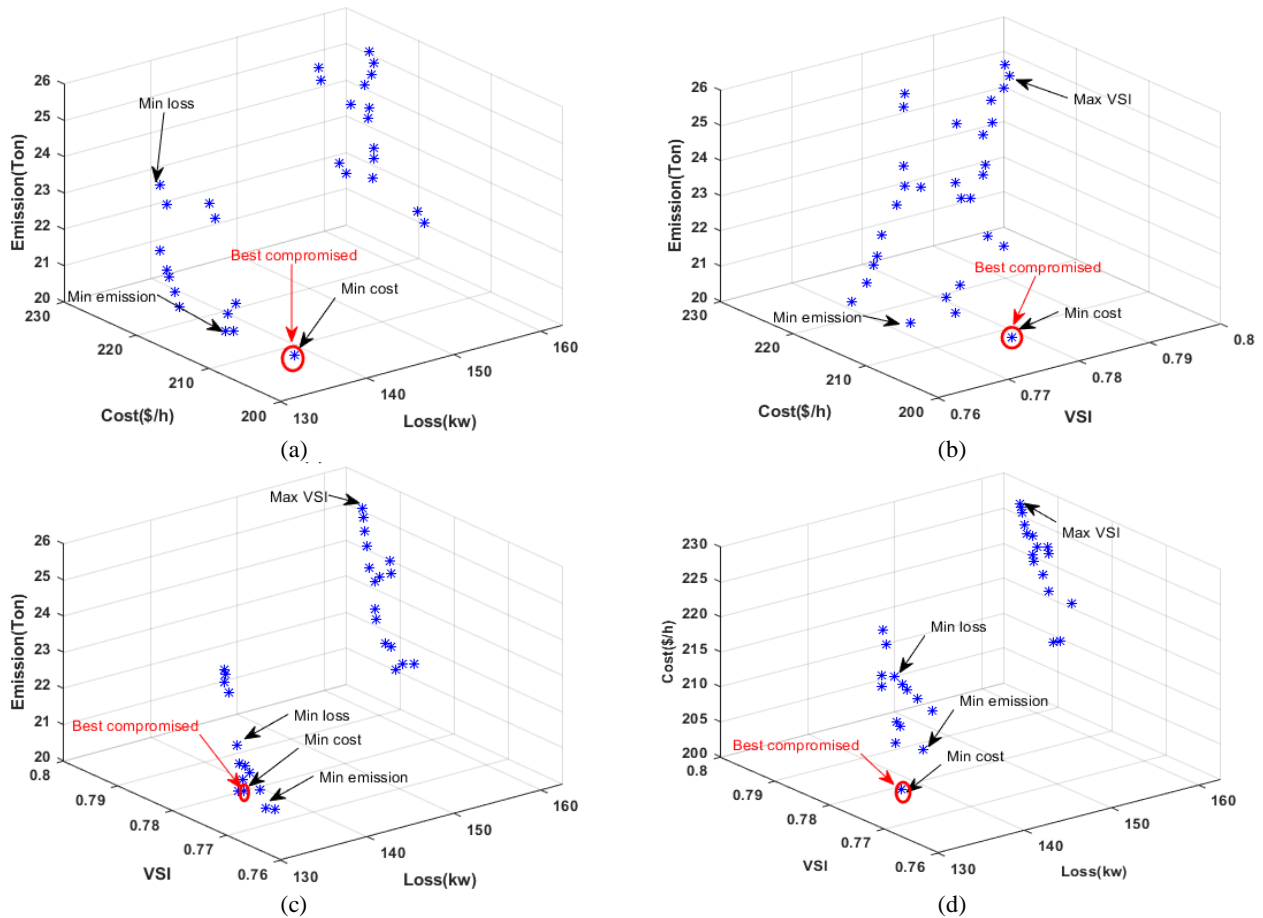 26
25
24
23
22
21
20
Emission(Ton)
230
220
210
200
Cost($/h)
130
140
150
160
Loss(kw)
Min loss
Min emission
Best compromised
Min cost
(a)
26
25
24
23
22
21
20
Emission(Ton)
220
210
200
Cost($/h)
0.76
0.77
0.78
0.79
0.8
VSI
Max VSI
Best compromised
Min emission
Min cost
(b)
26
25
24
23
22
21
20
Emission(Ton)
0.8
0.79
0.78
0.77
0.76
VSI
130
140
150
160
Loss(kw)
Max VSI
Min loss
Best compromised
Min cost
Min emission
(c)
230
225
220
215
210
205
200
Cost($/h)
0.8
0.79
0.78
0.77
0.76
VSI
130
140
150
160
Loss(kw)
Max VSI
Min loss
Min emission
Best compromised
Min cost
(d)